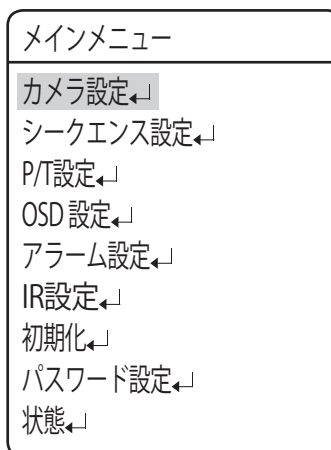 メインメニュー
カメラ設定↵
シークエンス設定↵
P/T設定↵
OSD 設定↵
アラーム設定↵
IR設定↵
初期化↵
パスワード設定↵
状態↵